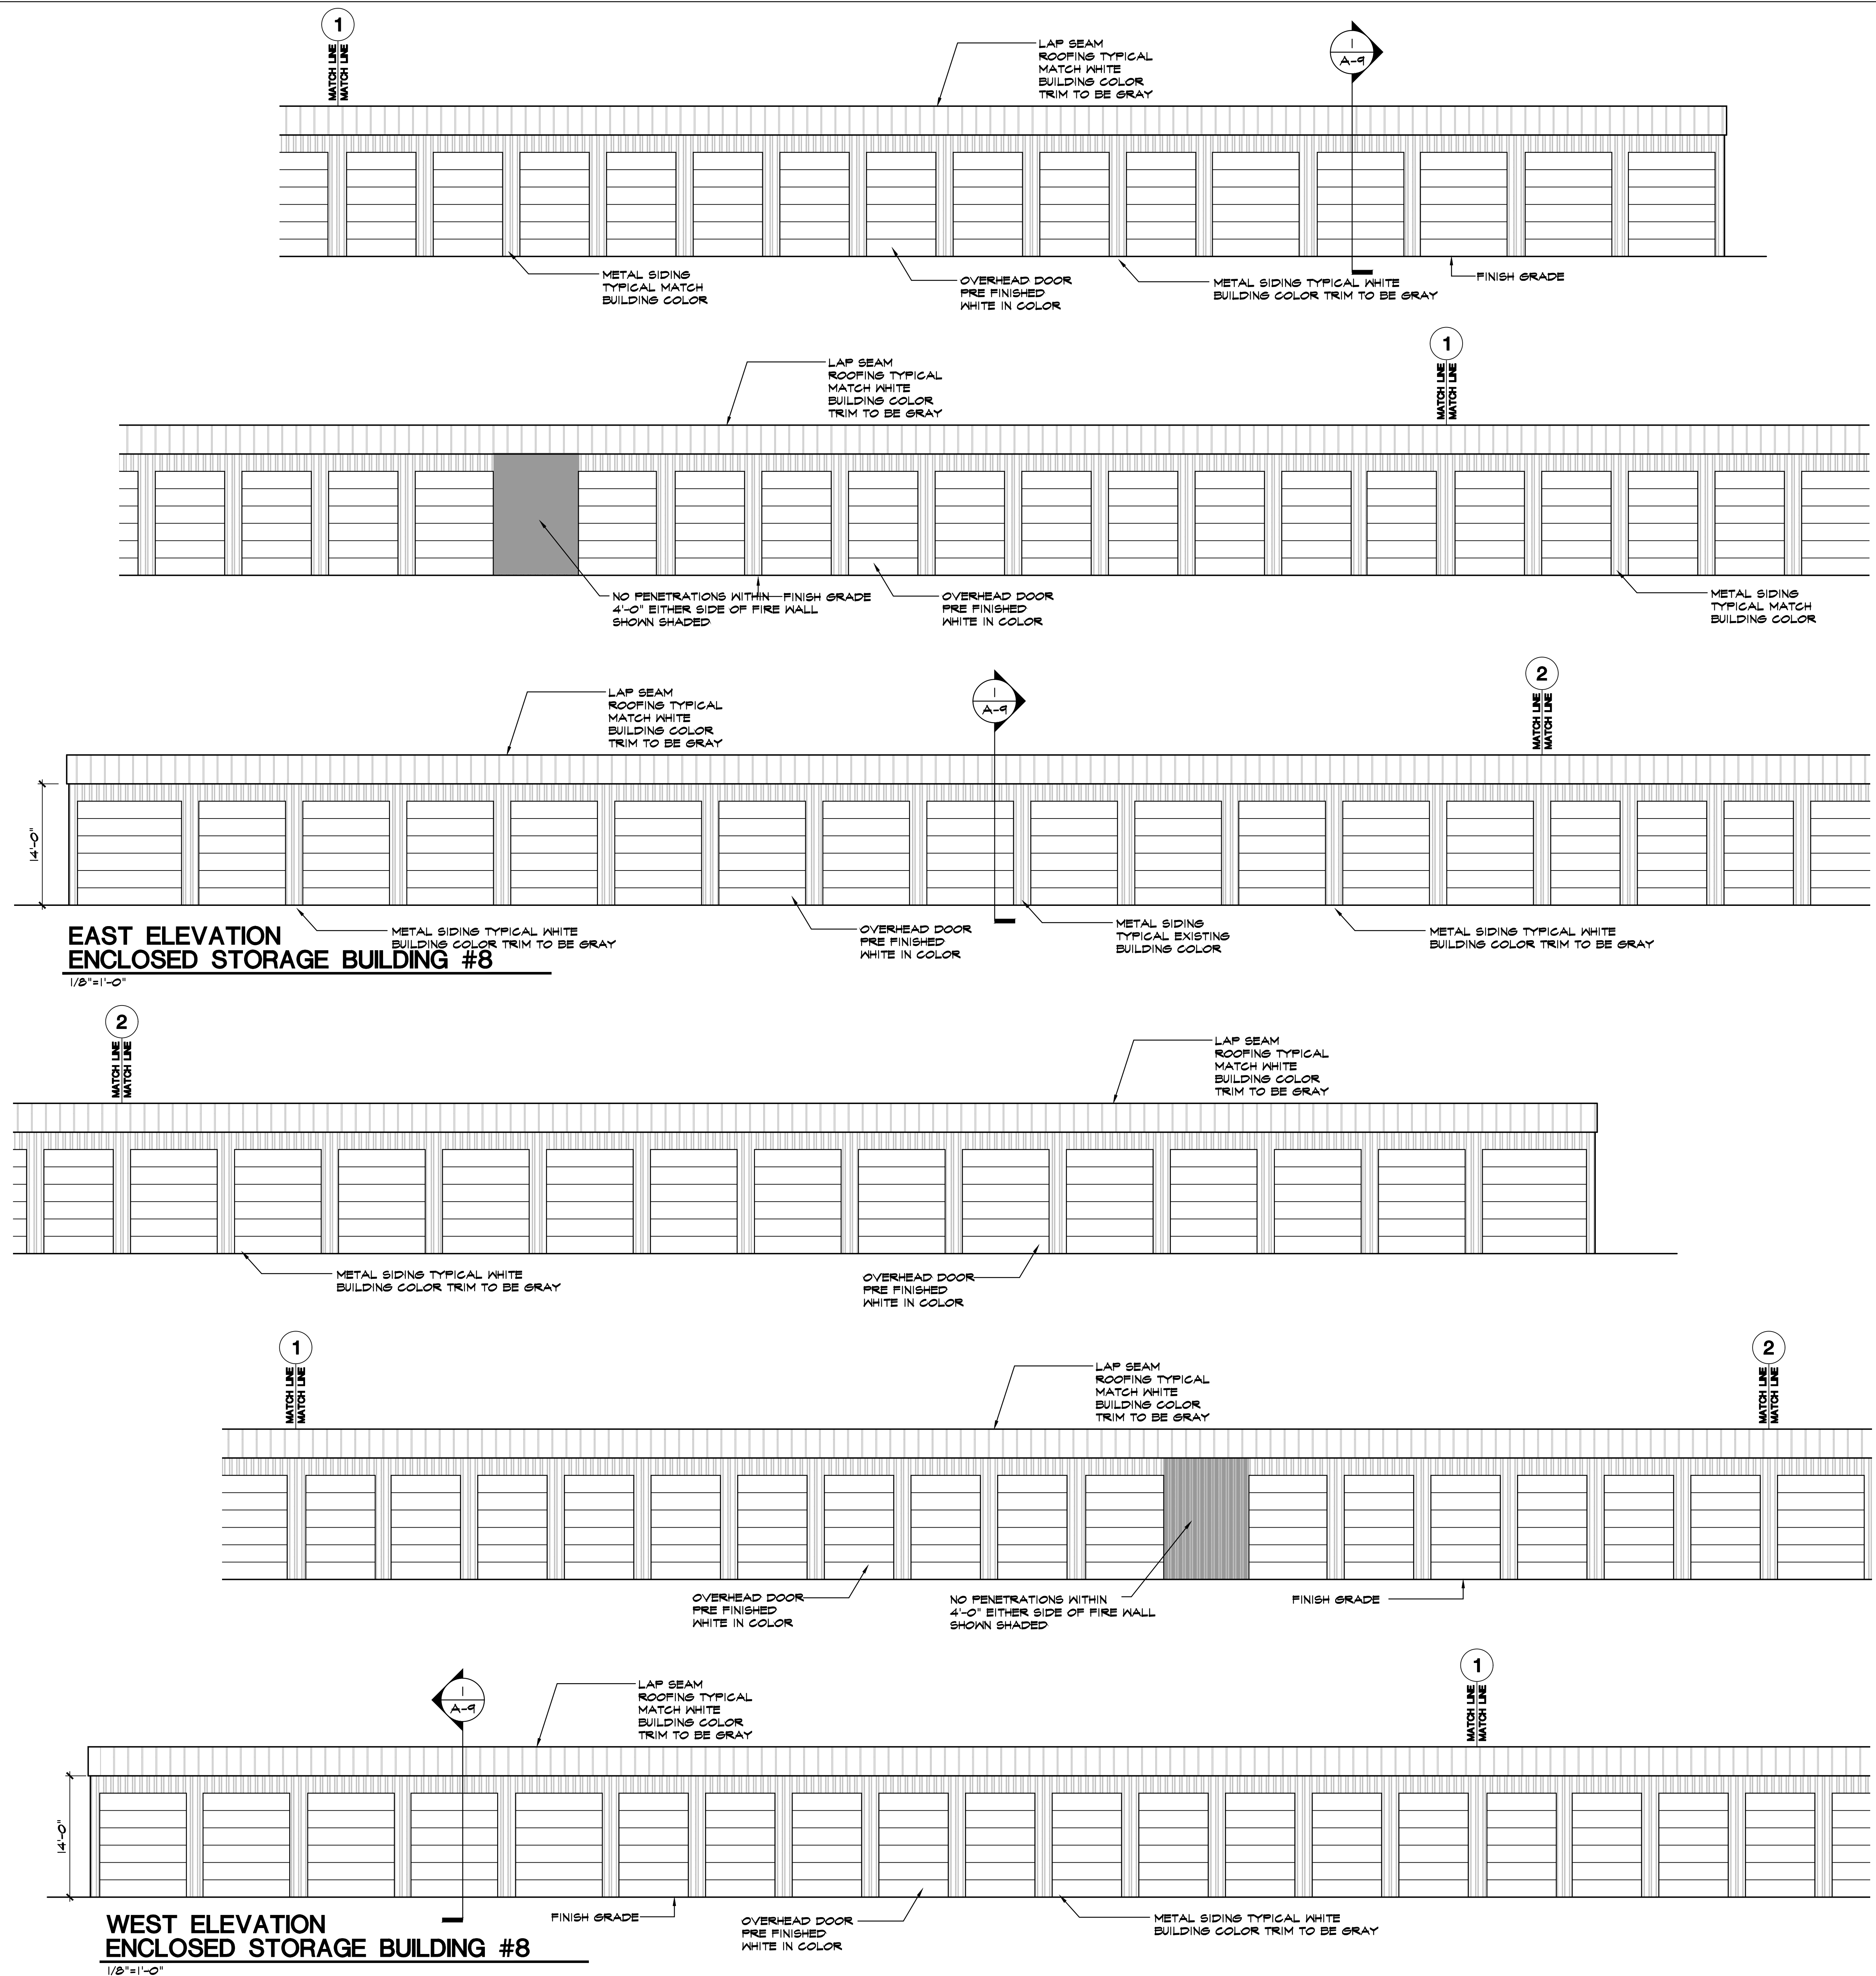 1
MATCH LINE
MATCH LINE
LAP SEAM
ROOFING TYPICAL
MATCH WHITE
BUILDING COLOR
TRIM TO BE GRAY
1
A-9
METAL SIDING
TYPICAL MATCH
BUILDING COLOR
OVERHEAD DOOR
PRE FINISHED
WHITE IN COLOR
METAL SIDING TYPICAL WHITE
BUILDING COLOR TRIM TO BE GRAY
FINISH GRADE
LAP SEAM
ROOFING TYPICAL
MATCH WHITE
BUILDING COLOR
TRIM TO BE GRAY
1
MATCH LINE
MATCH LINE
NO PENETRATIONS WITHIN
4'-0" EITHER SIDE OF FIRE WALL
SHOWN SHADED
FINISH GRADE
OVERHEAD DOOR
PRE FINISHED
WHITE IN COLOR
METAL SIDING
TYPICAL MATCH
BUILDING COLOR
LAP SEAM
ROOFING TYPICAL
MATCH WHITE
BUILDING COLOR
TRIM TO BE GRAY
1
A-9
2
MATCH LINE
MATCH LINE
14'-0"
METAL SIDING TYPICAL WHITE
BUILDING COLOR TRIM TO BE GRAY
OVERHEAD DOOR
PRE FINISHED
WHITE IN COLOR
METAL SIDING
TYPICAL EXISTING
BUILDING COLOR
METAL SIDING TYPICAL WHITE
BUILDING COLOR TRIM TO BE GRAY
EAST ELEVATION
ENCLOSED STORAGE BUILDING #8
1/8"=1'-0"
2
MATCH LINE
MATCH LINE
LAP SEAM
ROOFING TYPICAL
MATCH WHITE
BUILDING COLOR
TRIM TO BE GRAY
METAL SIDING TYPICAL WHITE
BUILDING COLOR TRIM TO BE GRAY
OVERHEAD DOOR
PRE FINISHED
WHITE IN COLOR
1
MATCH LINE
MATCH LINE
LAP SEAM
ROOFING TYPICAL
MATCH WHITE
BUILDING COLOR
TRIM TO BE GRAY
2
MATCH LINE
MATCH LINE
OVERHEAD DOOR
PRE FINISHED
WHITE IN COLOR
NO PENETRATIONS WITHIN
4'-0" EITHER SIDE OF FIRE WALL
SHOWN SHADED
FINISH GRADE
1
A-9
LAP SEAM
ROOFING TYPICAL
MATCH WHITE
BUILDING COLOR
TRIM TO BE GRAY
1
MATCH LINE
MATCH LINE
14'-0"
FINISH GRADE
OVERHEAD DOOR
PRE FINISHED
WHITE IN COLOR
METAL SIDING TYPICAL WHITE
BUILDING COLOR TRIM TO BE GRAY
WEST ELEVATION
ENCLOSED STORAGE BUILDING #8
1/8"=1'-0"